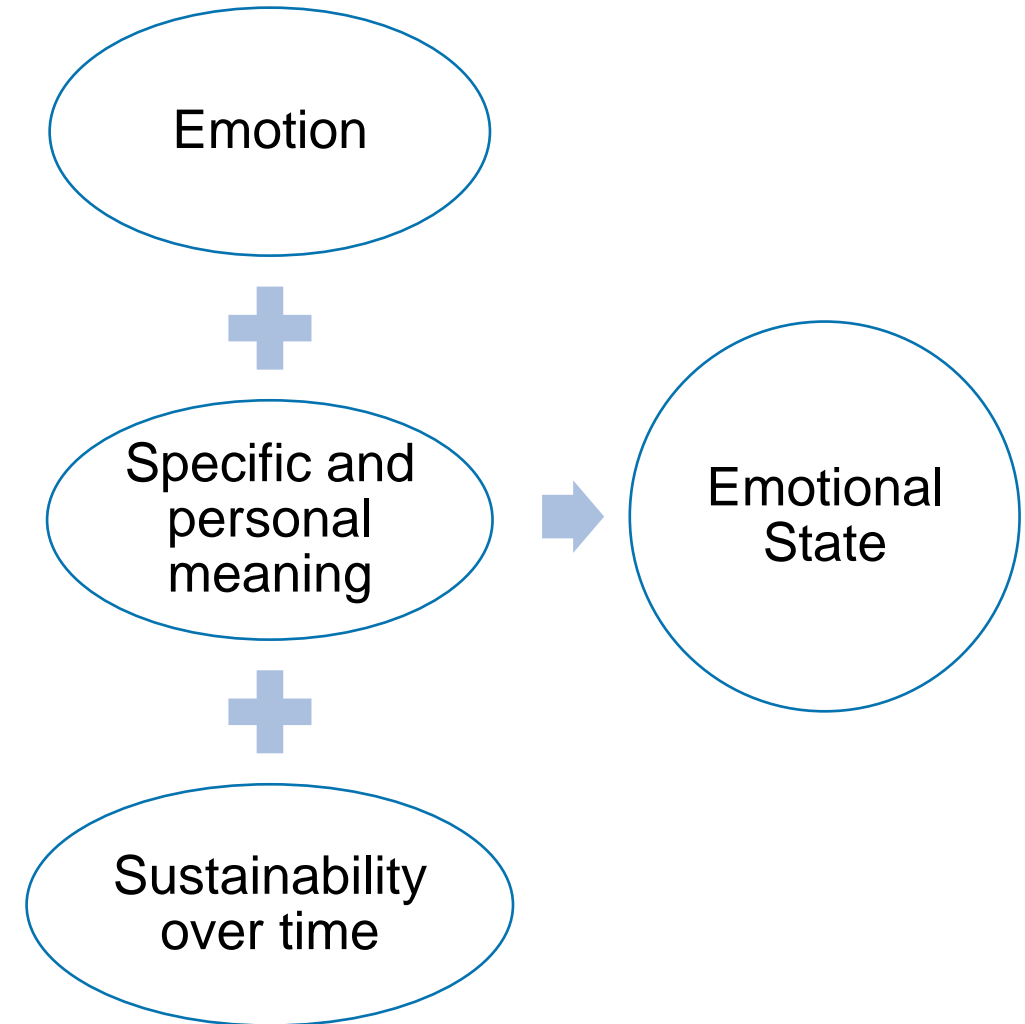 Emotion
Specific and
personal
meaning
Emotional
State
Sustainability
over time